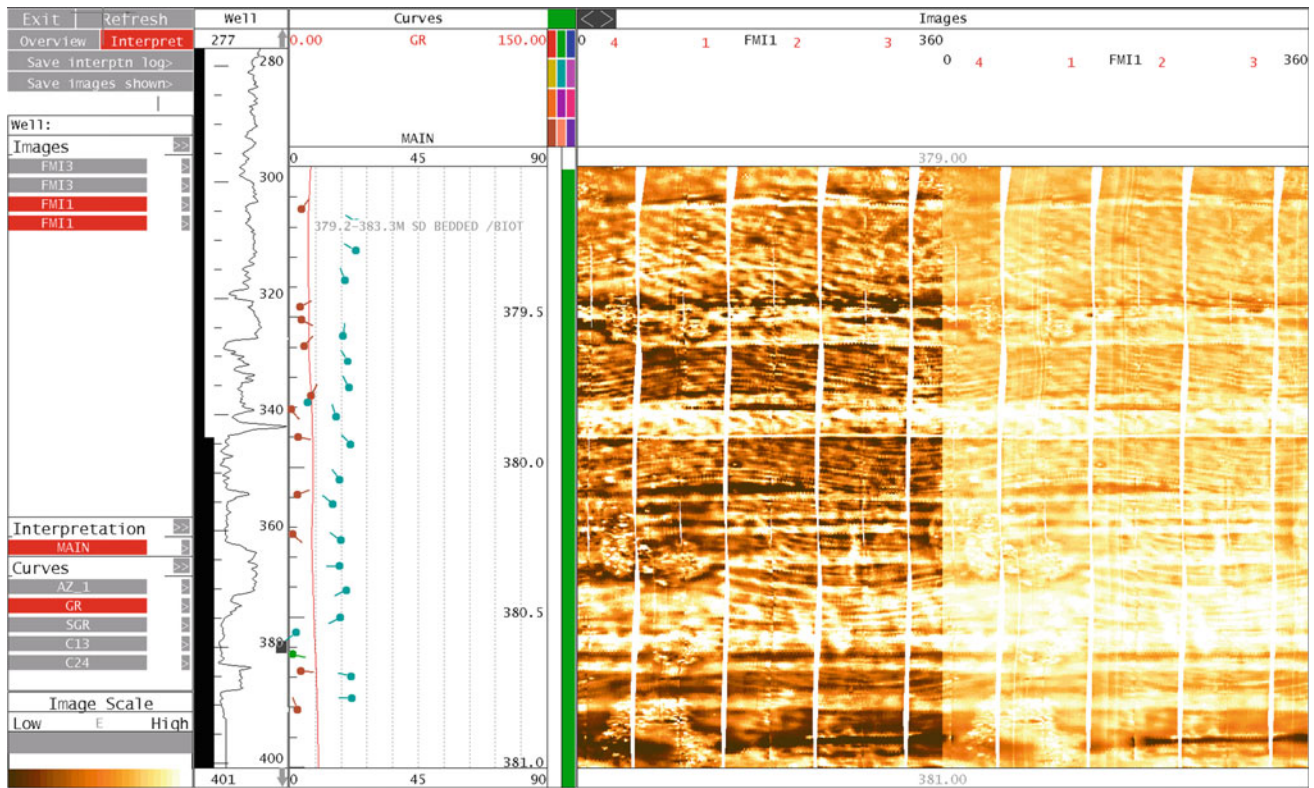 Exit Refresh
Overview Interpret
Save interptn log>
Save images shown>
Well:
Images >>
FMI3 >
FMI3 >
FMI1 >
FMI1 >
Interpretation >>
MAIN >
Curves >>
AZ_1 >
GR >
SGR >
C13 >
C24 >
Image Scale
Low E High
Well
277
280
300
320
340
360
380
400
401
Curves
0.00 GR 150.00
MAIN
0 45 90
379.2-383.3M SD BEDDED /BIOT
379.5
380.0
380.5
381.0
0 45 90
< > Images
0 4 1 FMI1 2 3 360
0 4 1 FMI1 2 3 360
379.00
381.00